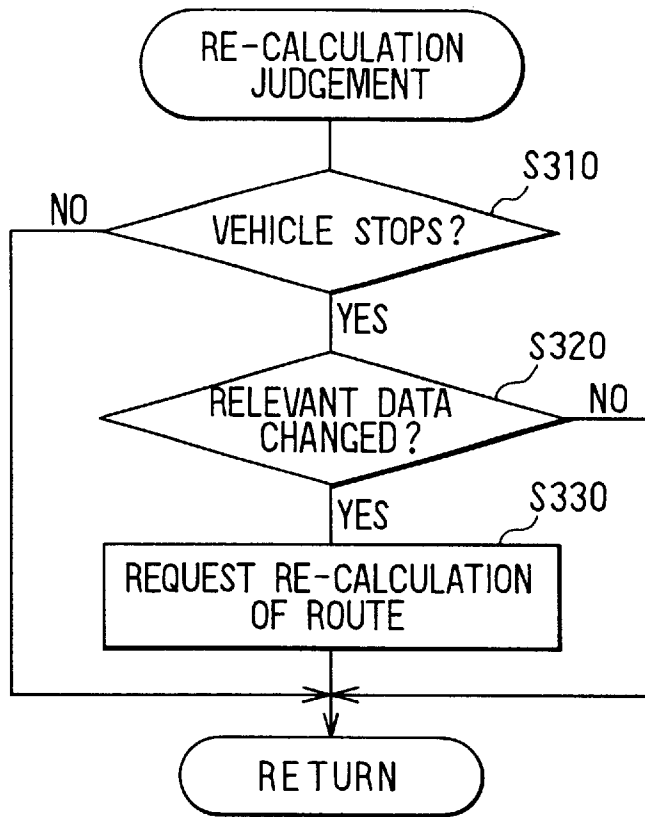 RE-CALCULATION
JUDGEMENT
S310
NO
VEHICLE STOPS?
YES
S320
RELEVANT DATA
CHANGED?
NO
YES
S330
REQUEST RE-CALCULATION
OF ROUTE
RETURN